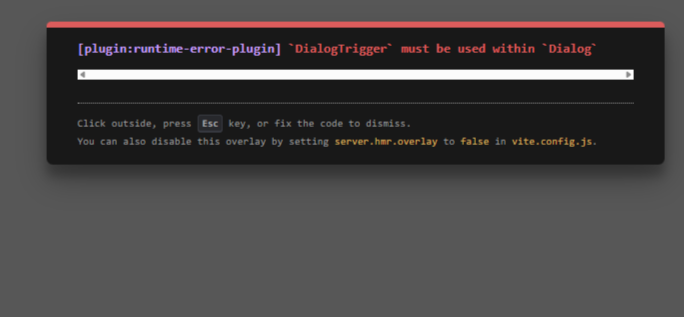 [plugin:runtime-error-plugin] `DialogTrigger` must be used within `Dialog`
Click outside, press Esc key, or fix the code to dismiss.
You can also disable this overlay by setting server.hmr.overlay to false in vite.config.js.